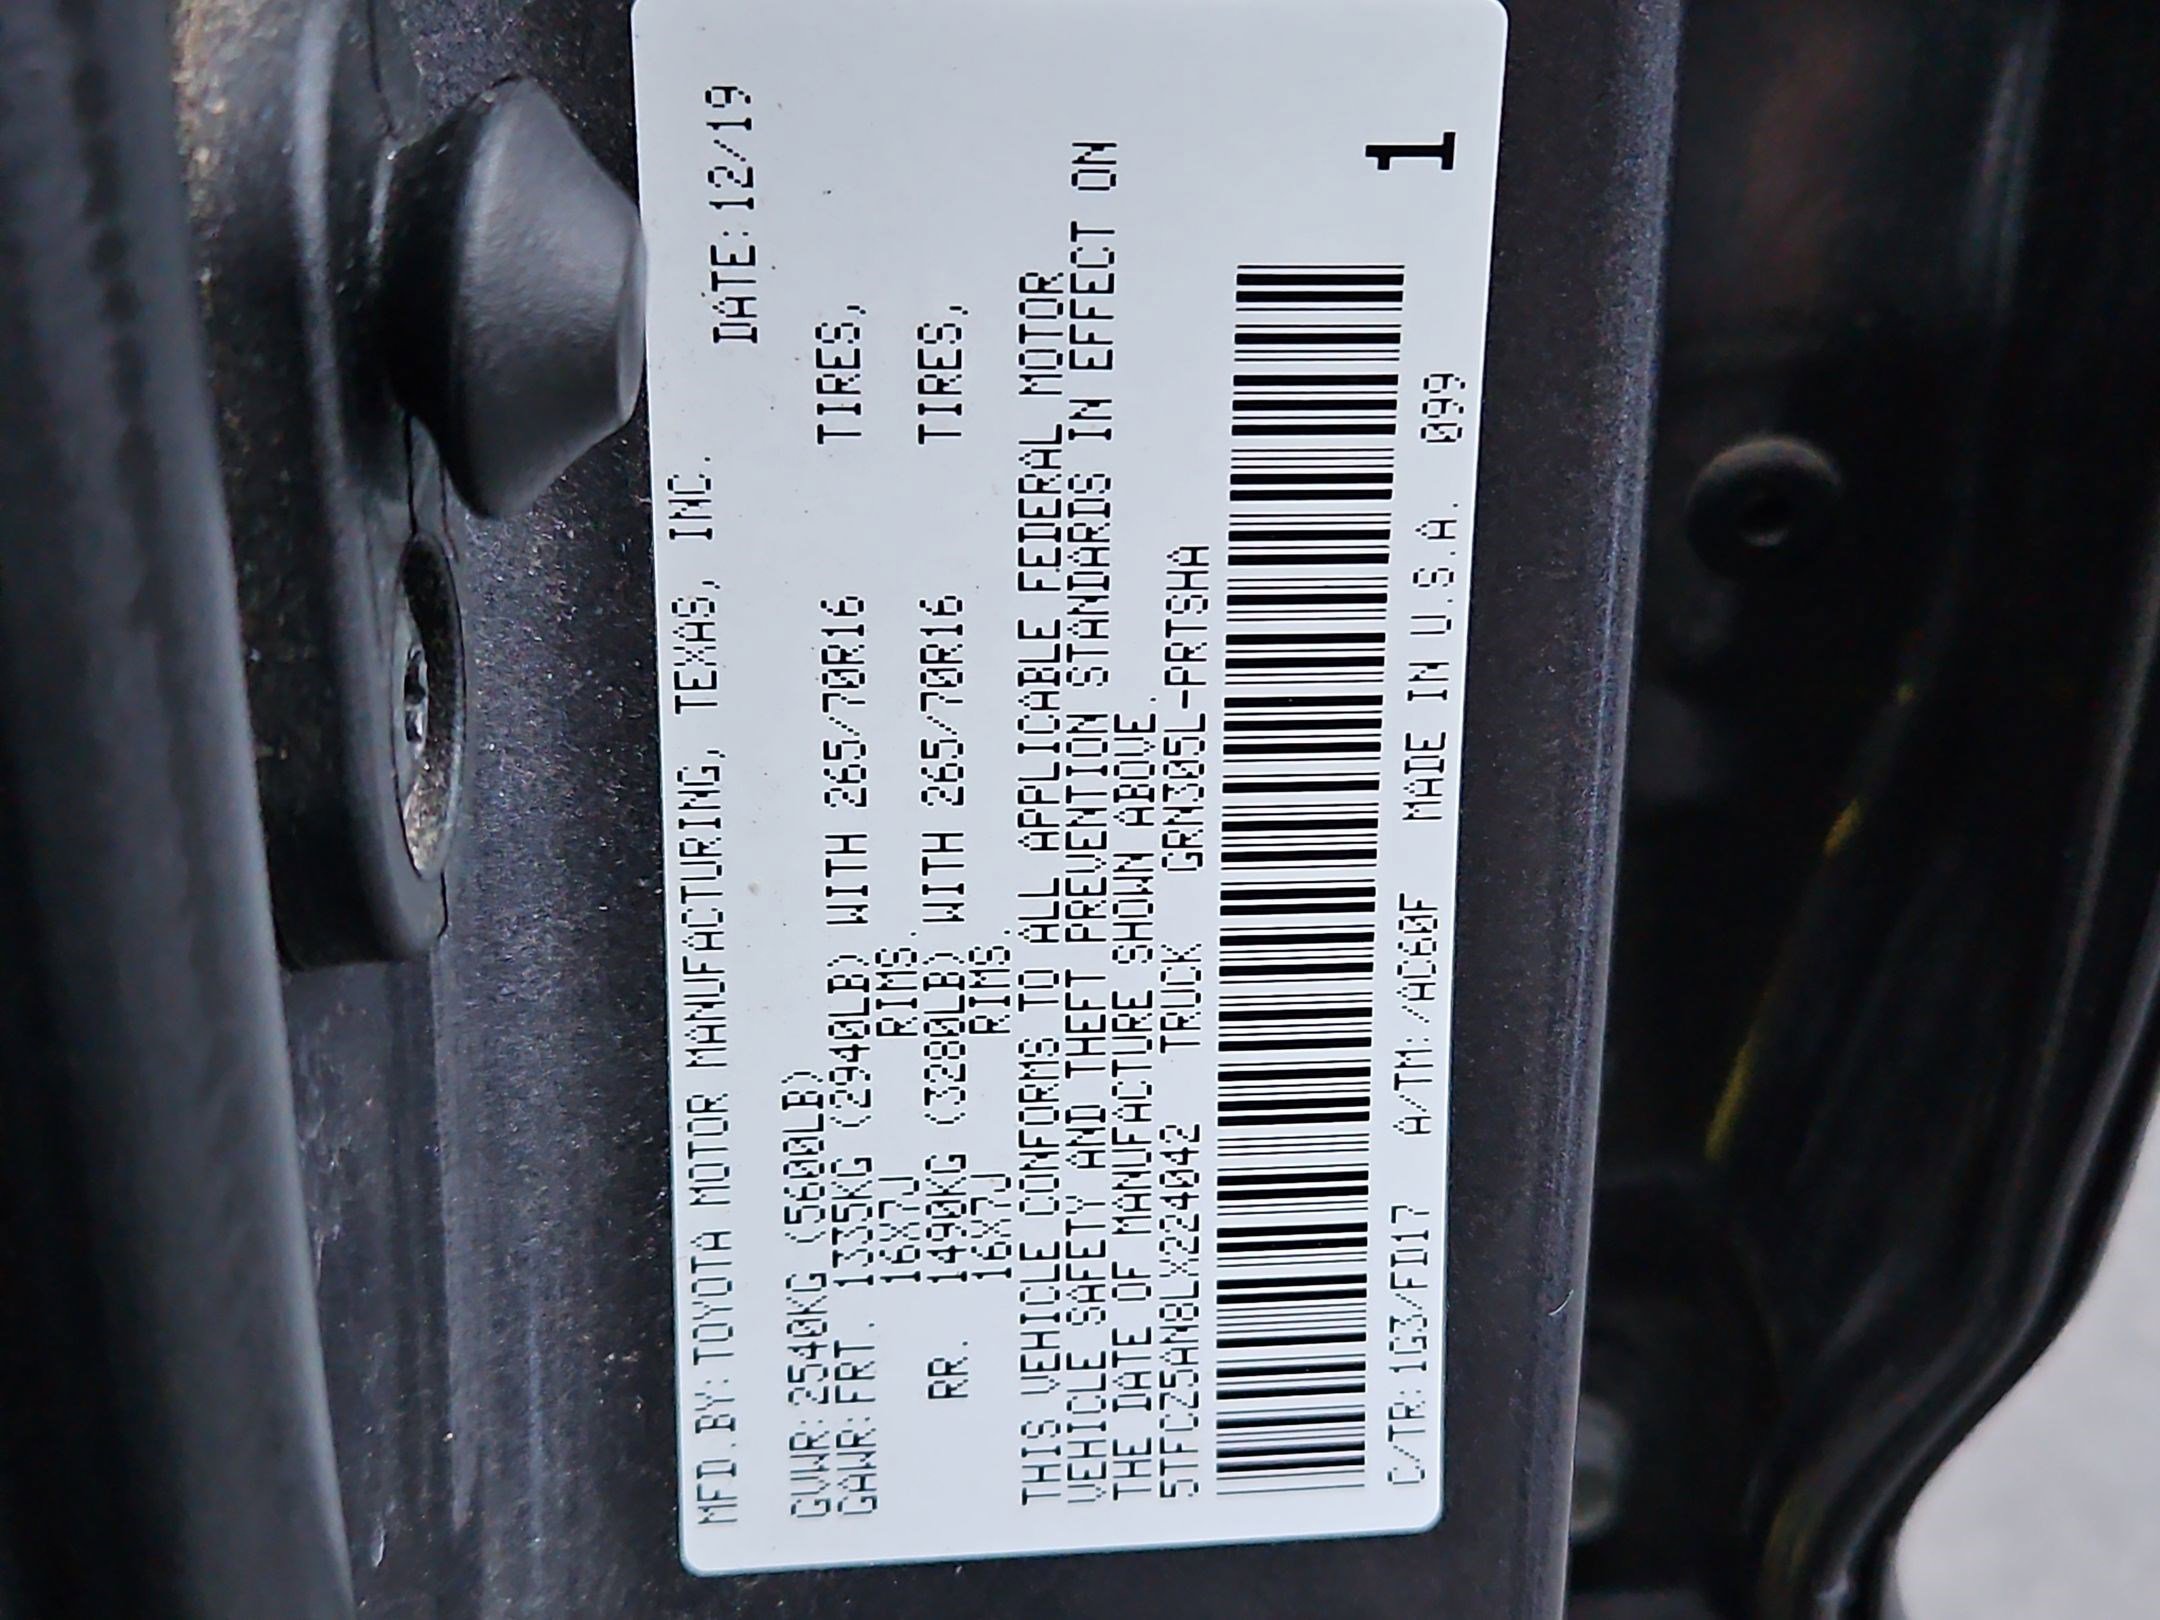 MFD.BY:TOYOTA MOTOR MANUFACTURING, TEXAS, INC.
DATE:12/19
GVWR:2540KG (5600LB)
GAWR:FRT. 1335KG (2940LB) WITH 265/70R16 TIRES,
16X7J RIMS.
RR. 1490KG (3280LB) WITH 265/70R16 TIRES,
16X7J RIMS.
THIS VEHICLE CONFORMS TO ALL APPLICABLE FEDERAL MOTOR
VEHICLE SAFETY AND THEFT PREVENTION STANDARDS IN EFFECT ON
THE DATE OF MANUFACTURE SHOWN ABOVE.
5TFCZ5AN8LX224042 TRUCK GRN305L-PRTSHA
1
C/TR:1G3/FD17 A/TM:/AC60F MADE IN U.S.A. 099